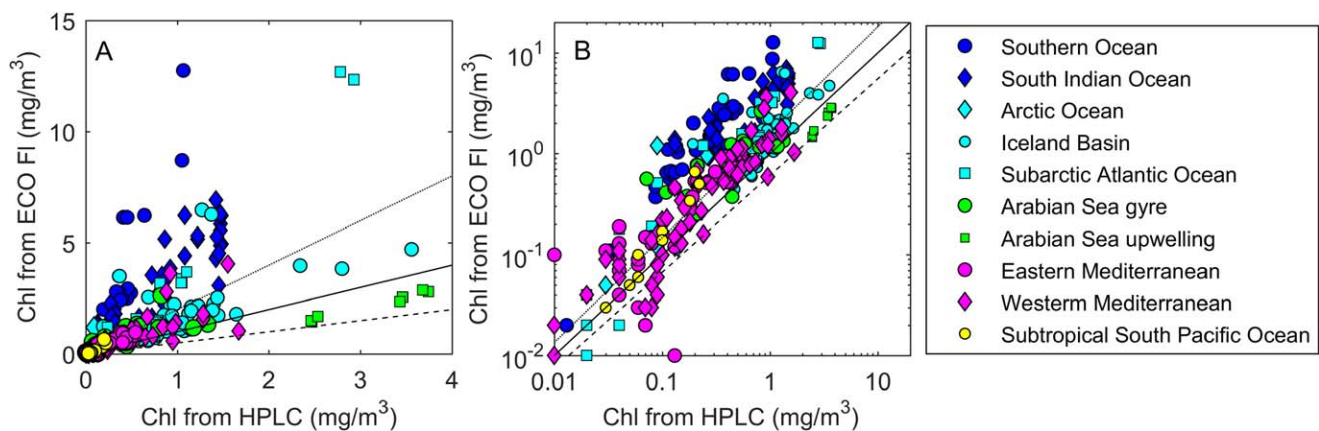 A
Chl from ECO Fl (mg/m³)
15
10
5
0
0 1 2 3 4
Chl from HPLC (mg/m³)
B
Chl from ECO Fl (mg/m³)
10¹
10⁰
10⁻¹
10⁻²
0.01 0.1 1 10
Chl from HPLC (mg/m³)
Southern Ocean
South Indian Ocean
Arctic Ocean
Iceland Basin
Subarctic Atlantic Ocean
Arabian Sea gyre
Arabian Sea upwelling
Eastern Mediterranean
Westerm Mediterranean
Subtropical South Pacific Ocean